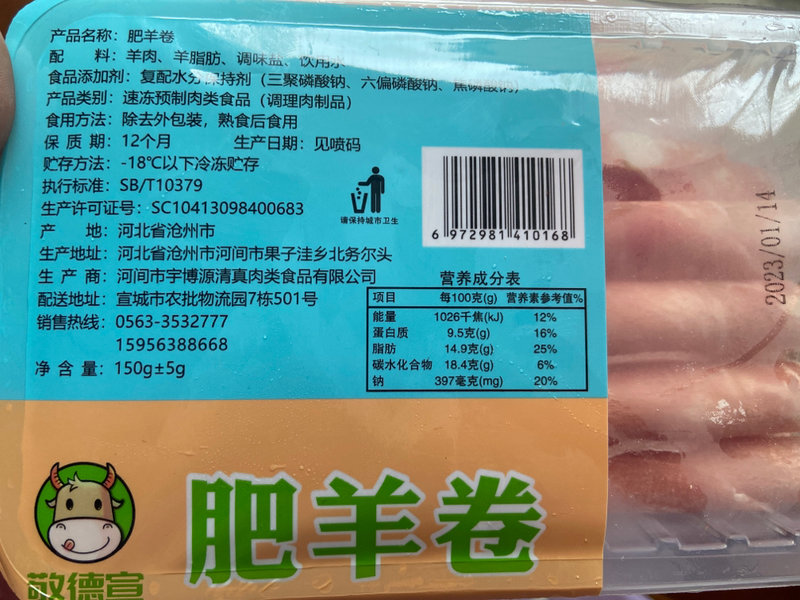 产品名称：肥羊卷
配 料：羊肉、羊脂肪、调味盐、饮用水
食品添加剂：复配水分保持剂（三聚磷酸钠、六偏磷酸钠、焦磷酸钠）
产品类别：速冻预制肉类食品（调理肉制品）
食用方法：除去外包装，熟食后食用
保 质 期：12个月 生产日期：见喷码
贮存方法：-18℃以下冷冻贮存
执行标准：SB/T10379
生产许可证号：SC10413098400683
产 地：河北省沧州市
生产地址：河北省沧州市河间市果子洼乡北务尔头
生 产 商：河间市宇博源清真肉类食品有限公司
配送地址：宣城市农批物流园7栋501号
销售热线：0563-3532777
15956388668
净 含 量：150g±5g
请保持城市卫生
6 972981 410168
营养成分表
项目 每100克(g) 营养素参考值%
能量 1026千焦(kJ) 12%
蛋白质 9.5克(g) 16%
脂肪 14.9克(g) 25%
碳水化合物 18.4克(g) 6%
钠 397毫克(mg) 20%
2023/01/14
敬德宣
肥羊卷